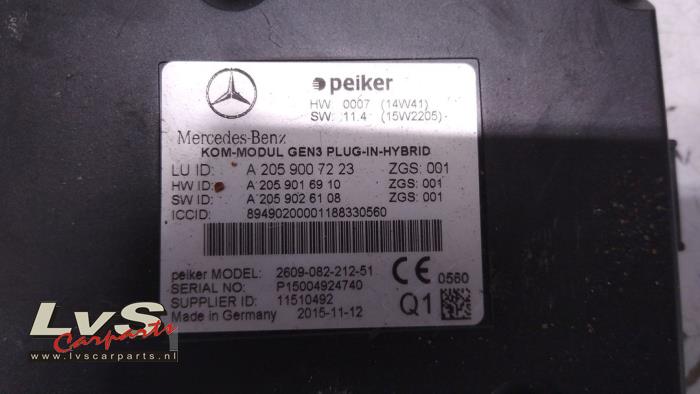 peiker
HW: 0007 (14W41)
SW: 11.4 (15W2205)
Mercedes-Benz
KOM-MODUL GEN3 PLUG-IN-HYBRID
LU ID: A 205 900 72 23 ZGS: 001
HW ID: A 205 901 69 10 ZGS: 001
SW ID: A 205 902 61 08 ZGS: 001
ICCID: 89490200001188330560
peiker MODEL: 2609-082-212-51
CE 0560
SERIAL NO: P15004924740
SUPPLIER ID: 11510492
Made in Germany 2015-11-12
Q1
LvS
Carparts
www.lvscarparts.nl